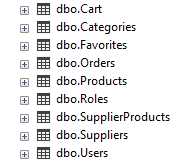 dbo.Cart
dbo.Categories
dbo.Favorites
dbo.Orders
dbo.Products
dbo.Roles
dbo.SupplierProducts
dbo.Suppliers
dbo.Users